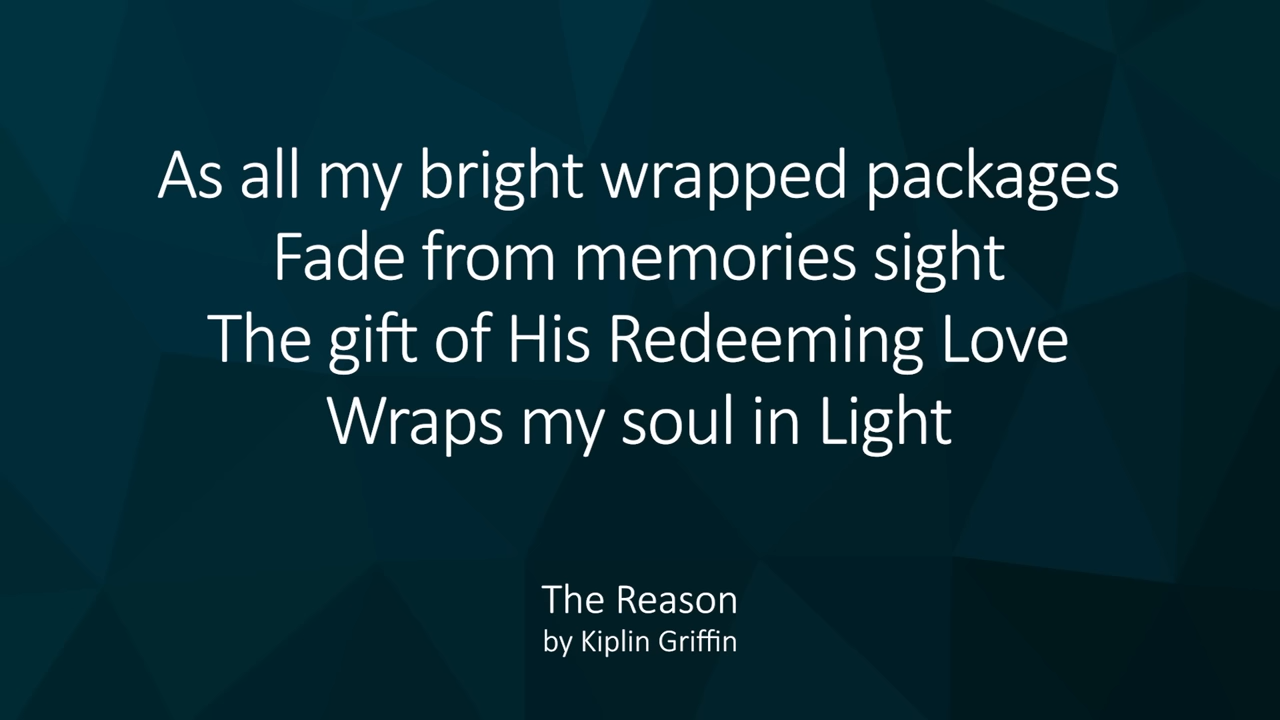 As all my bright wrapped packages
Fade from memories sight
The gift of His Redeeming Love
Wraps my soul in Light
The Reason
by Kiplin Griffin